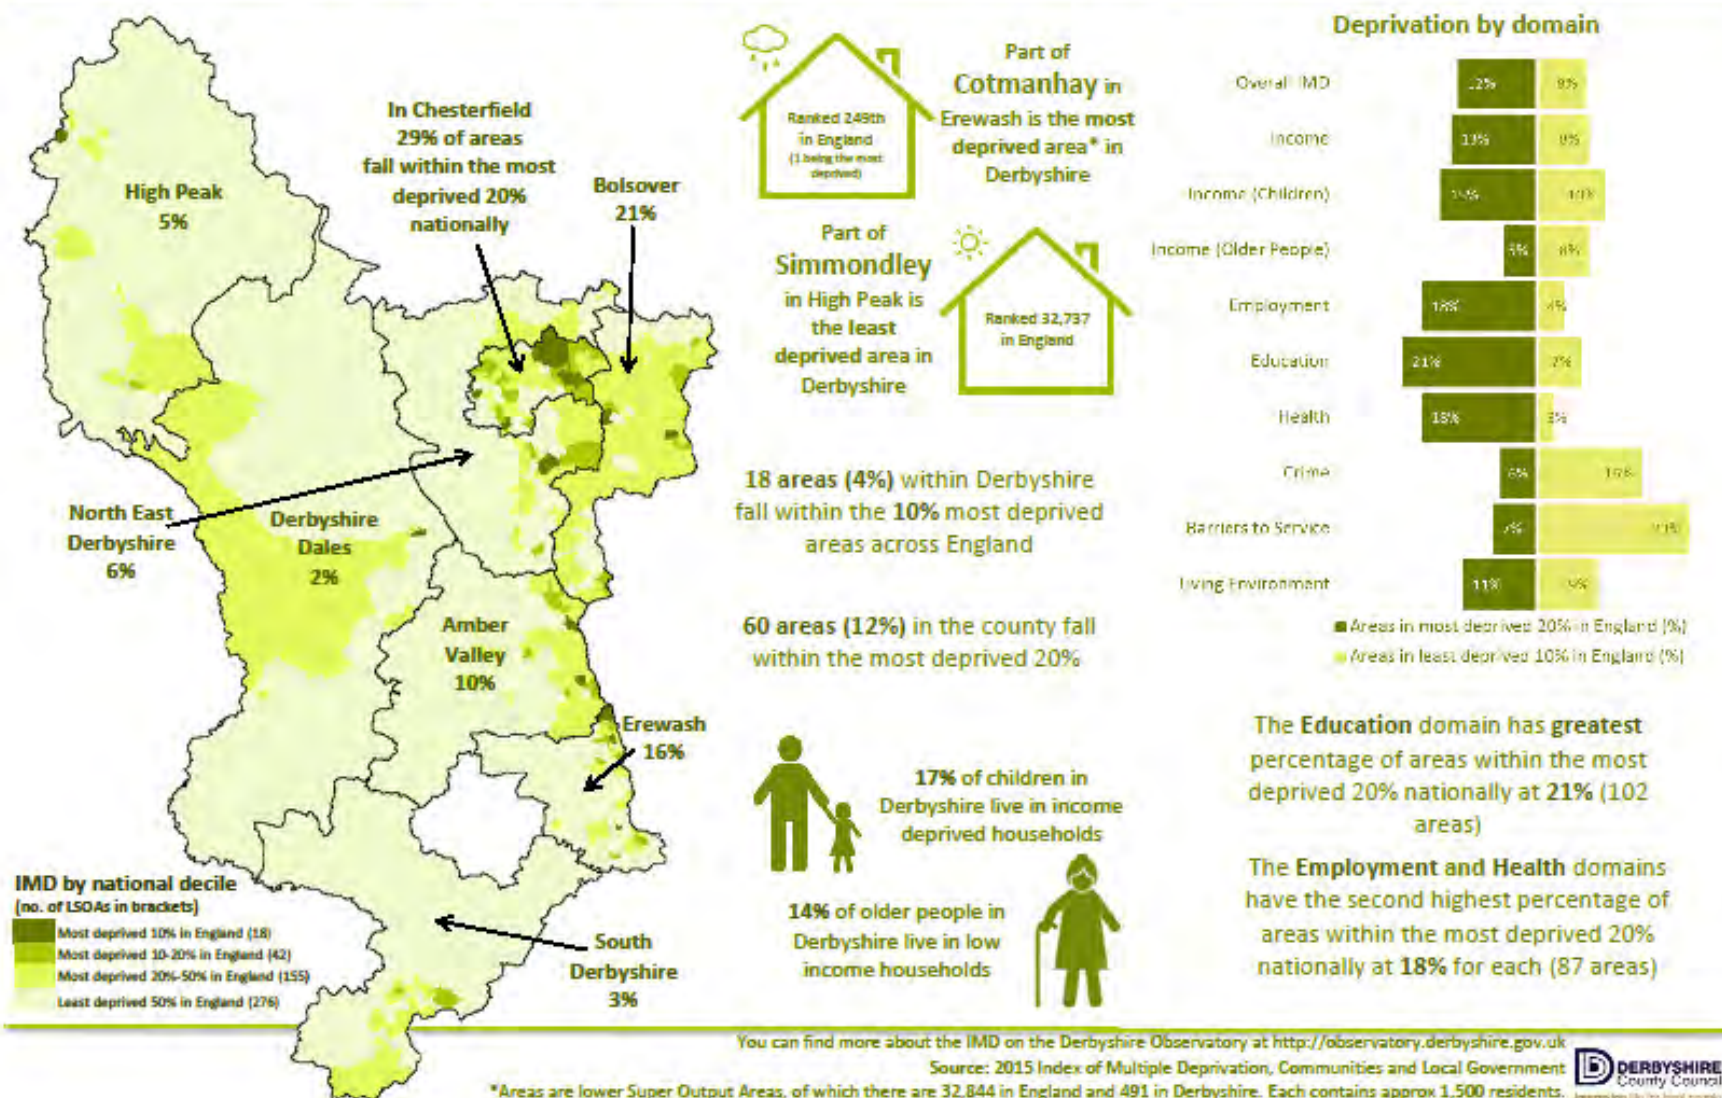 In Chesterfield
29% of areas
fall within the most
deprived 20%
nationally
Bolsover
21%
High Peak
5%
North East
Derbyshire
6%
Derbyshire
Dales
2%
Amber
Valley
10%
Erewash
16%
South
Derbyshire
3%
IMD by national decile
(no. of LSOAs in brackets)
Most deprived 10% in England (18)
Most deprived 10-20% in England (42)
Most deprived 20%-50% in England (155)
Least deprived 50% in England (276)
Ranked 249th
in England
(1 being the most
deprived)
Part of
Cotmanhay in
Erewash is the most
deprived area* in
Derbyshire
Part of
Simmondley
in High Peak is
the least
deprived area in
Derbyshire
Ranked 32,737
in England
18 areas (4%) within Derbyshire
fall within the 10% most deprived
areas across England
60 areas (12%) in the county fall
within the most deprived 20%
17% of children in
Derbyshire live in income
deprived households
14% of older people in
Derbyshire live in low
income households
Deprivation by domain
Overall IMD 12%
Income 13%
Income (Children)
Income (Older People)
Employment 18% 4%
Education 21% 7%
Health 18% 3%
Crime 6%
Barriers to Service 7%
Living Environment 11% 9%
Areas in most deprived 20% in England (%)
Areas in least deprived 10% in England (%)
The Education domain has greatest
percentage of areas within the most
deprived 20% nationally at 21% (102
areas)
The Employment and Health domains
have the second highest percentage of
areas within the most deprived 20%
nationally at 18% for each (87 areas)
You can find more about the IMD on the Derbyshire Observatory at http://observatory.derbyshire.gov.uk
Source: 2015 Index of Multiple Deprivation, Communities and Local Government
*Areas are lower Super Output Areas, of which there are 32,844 in England and 491 in Derbyshire. Each contains approx 1,500 residents.
DERBYSHIRE
County Council